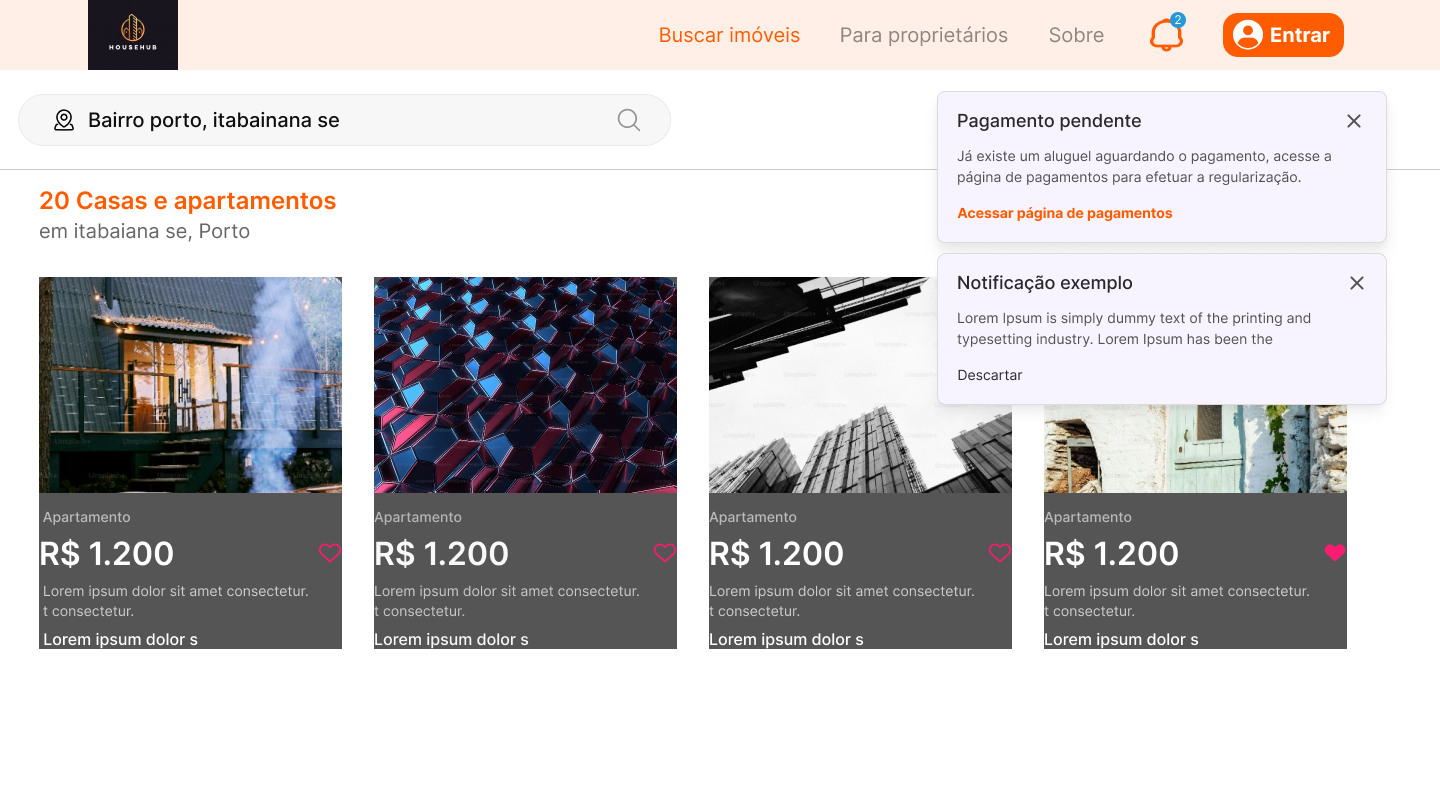 HOUSEHUB
Buscar imóveis
Para proprietários
Sobre
2
Entrar
Bairro porto, itabainana se
Pagamento pendente
Já existe um aluguel aguardando o pagamento, acesse a
página de pagamentos para efetuar a regularização.
Acessar página de pagamentos
20 Casas e apartamentos
em itabaiana se, Porto
Notificação exemplo
Lorem Ipsum is simply dummy text of the printing and
typesetting industry. Lorem Ipsum has been the
Descartar
Apartamento
R$ 1.200
Lorem ipsum dolor sit amet consectetur.
t consectetur.
Lorem ipsum dolor s
Apartamento
R$ 1.200
Lorem ipsum dolor sit amet consectetur.
t consectetur.
Lorem ipsum dolor s
Apartamento
R$ 1.200
Lorem ipsum dolor sit amet consectetur.
t consectetur.
Lorem ipsum dolor s
Apartamento
R$ 1.200
Lorem ipsum dolor sit amet consectetur.
t consectetur.
Lorem ipsum dolor s